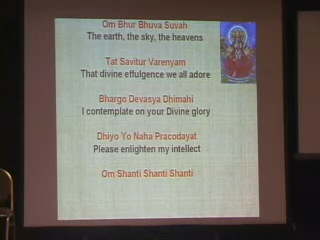 Om Bhur Bhuva Suvah
The earth, the sky, the heavens
Tat Savitur Varenyam
That divine effulgence we all adore
Bhargo Devasya Dhimahi
I contemplate on your Divine glory
Dhiyo Yo Naha Pracodayat
Please enlighten my intellect
Om Shanti Shanti Shanti